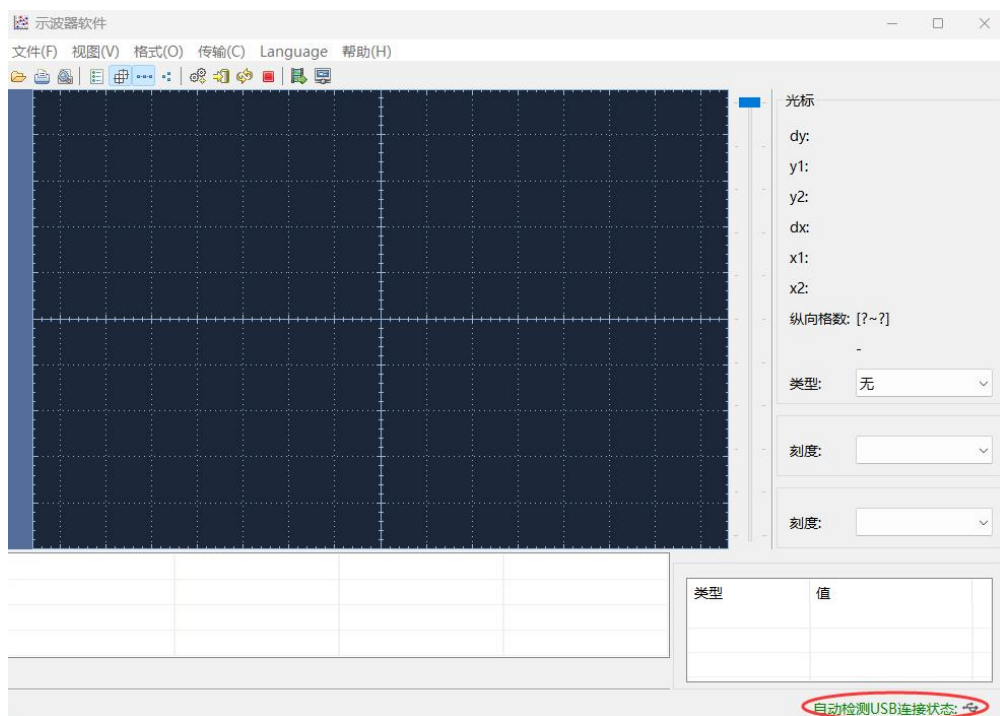 示波器软件
文件(F) 视图(V) 格式(O) 传输(C) Language 帮助(H)
光标
dy:
y1:
y2:
dx:
x1:
x2:
纵向格数: [?~?]
-
类型: 无
刻度:
刻度:
类型 值
自动检测USB连接状态: